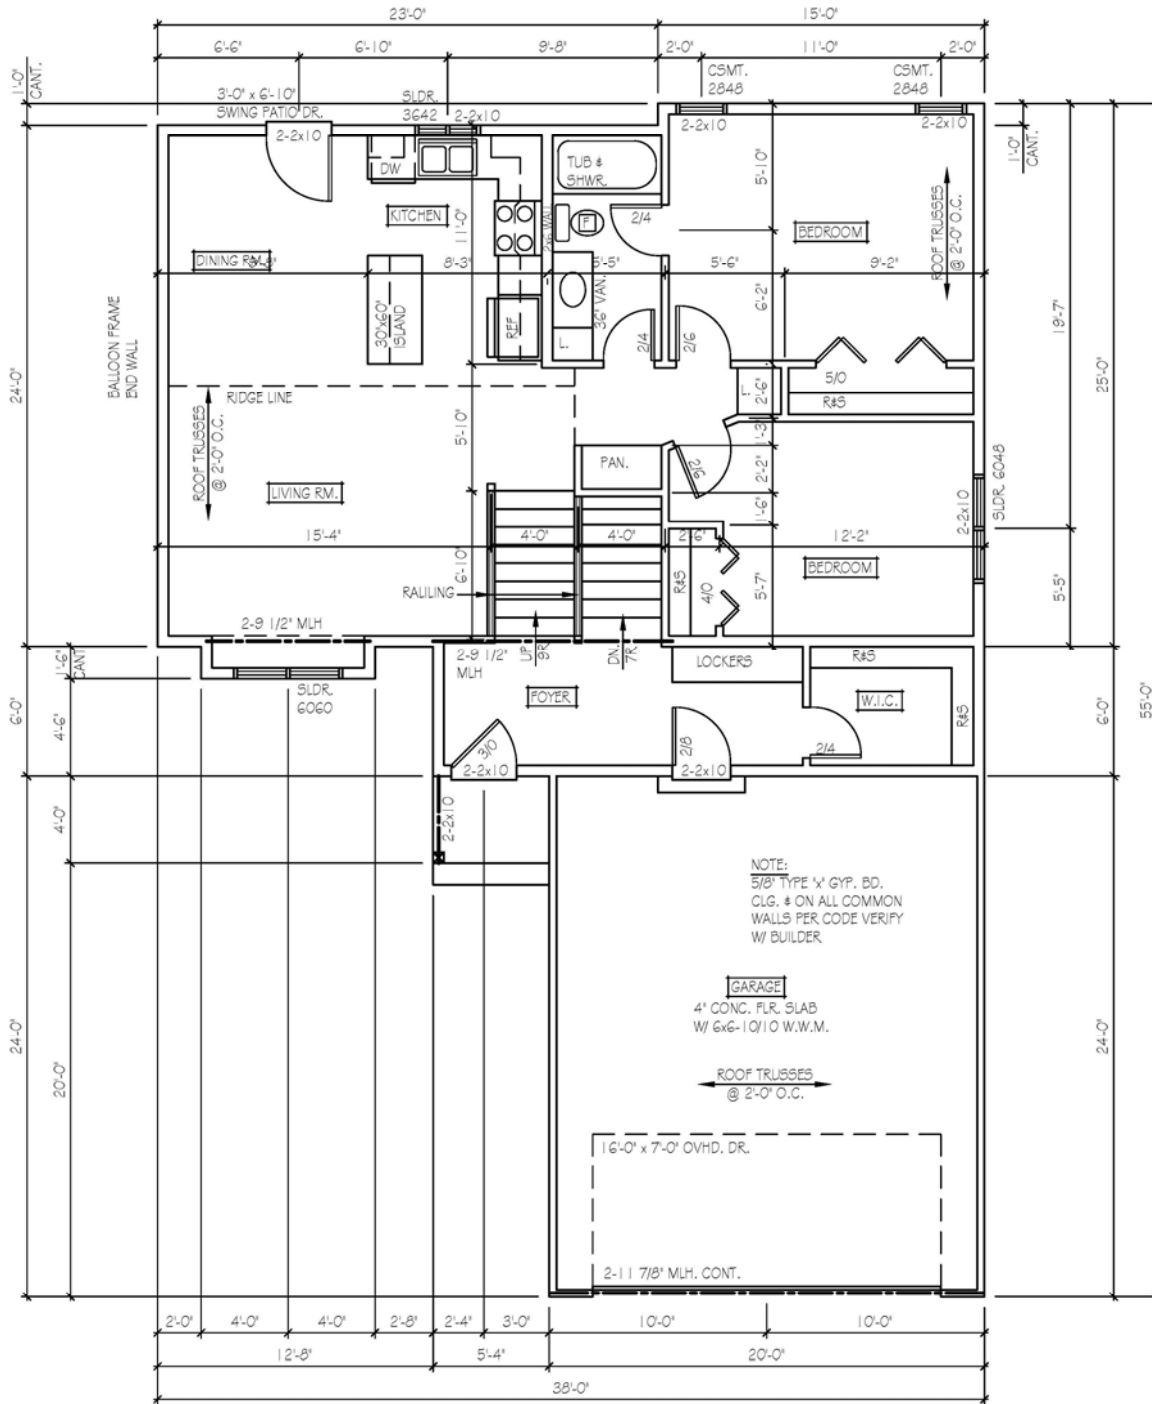 23'-0"
15'-0"
6'-6"
6'-10"
9'-8"
2'-0"
11'-0"
2'-0"
1'-0"
CANT.
3'-0" x 6'-10"
SWING PATIO DR.
2-2x10
SLDR.
3642
2-2x10
CSMT.
2848
2-2x10
CSMT.
2848
2-2x10
1'-0"
CANT.
DW
TUB &
SHWR.
KITCHEN
11'-0"
2x6 WALL
F
2/4
5'-10"
BEDROOM
ROOF TRUSSES
@ 2'-0" O.C.
DINING RM.
8'-3"
5'-5"
5'-6"
9'-2"
6'-2"
36" VAN.
30"x60"
ISLAND
REF
L.
2/4
2/6
BALLOON FRAME
END WALL
24'-0"
19'-7"
25'-0"
RIDGE LINE
ROOF TRUSSES
@ 2'-0" O.C.
5'-10"
L.
2'-6"
5/0
R&S
1'-3"
PAN.
2/6
2'-2"
LIVING RM.
1'-6"
SLDR. 6048
2-2x10
15'-4"
4'-0"
4'-0"
2'-6"
12'-2"
6'-10"
RALILING
R&S
4/0
5'-7"
BEDROOM
5'-5"
2-9 1/2" MLH
UP
9R
DN.
7R.
2-9 1/2"
MLH
LOCKERS
R&S
1'-6"
CANT
SLDR.
6060
FOYER
W.I.C.
R&S
6'-0"
4'-6"
3/0
2-2x10
2/8
2-2x10
2/4
6'-0"
55'-0"
4'-0"
2-2x10
NOTE:
5/8" TYPE 'x' GYP. BD.
CLG. & ON ALL COMMON
WALLS PER CODE VERIFY
W/ BUILDER
GARAGE
4" CONC. FLR. SLAB
W/ 6x6-10/10 W.W.M.
24'-0"
20'-0"
24'-0"
ROOF TRUSSES
@ 2'-0" O.C.
16'-0" x 7'-0" OVHD. DR.
2-11 7/8" MLH. CONT.
2'-0"
4'-0"
4'-0"
2'-8"
2'-4"
3'-0"
10'-0"
10'-0"
12'-8"
5'-4"
20'-0"
38'-0"